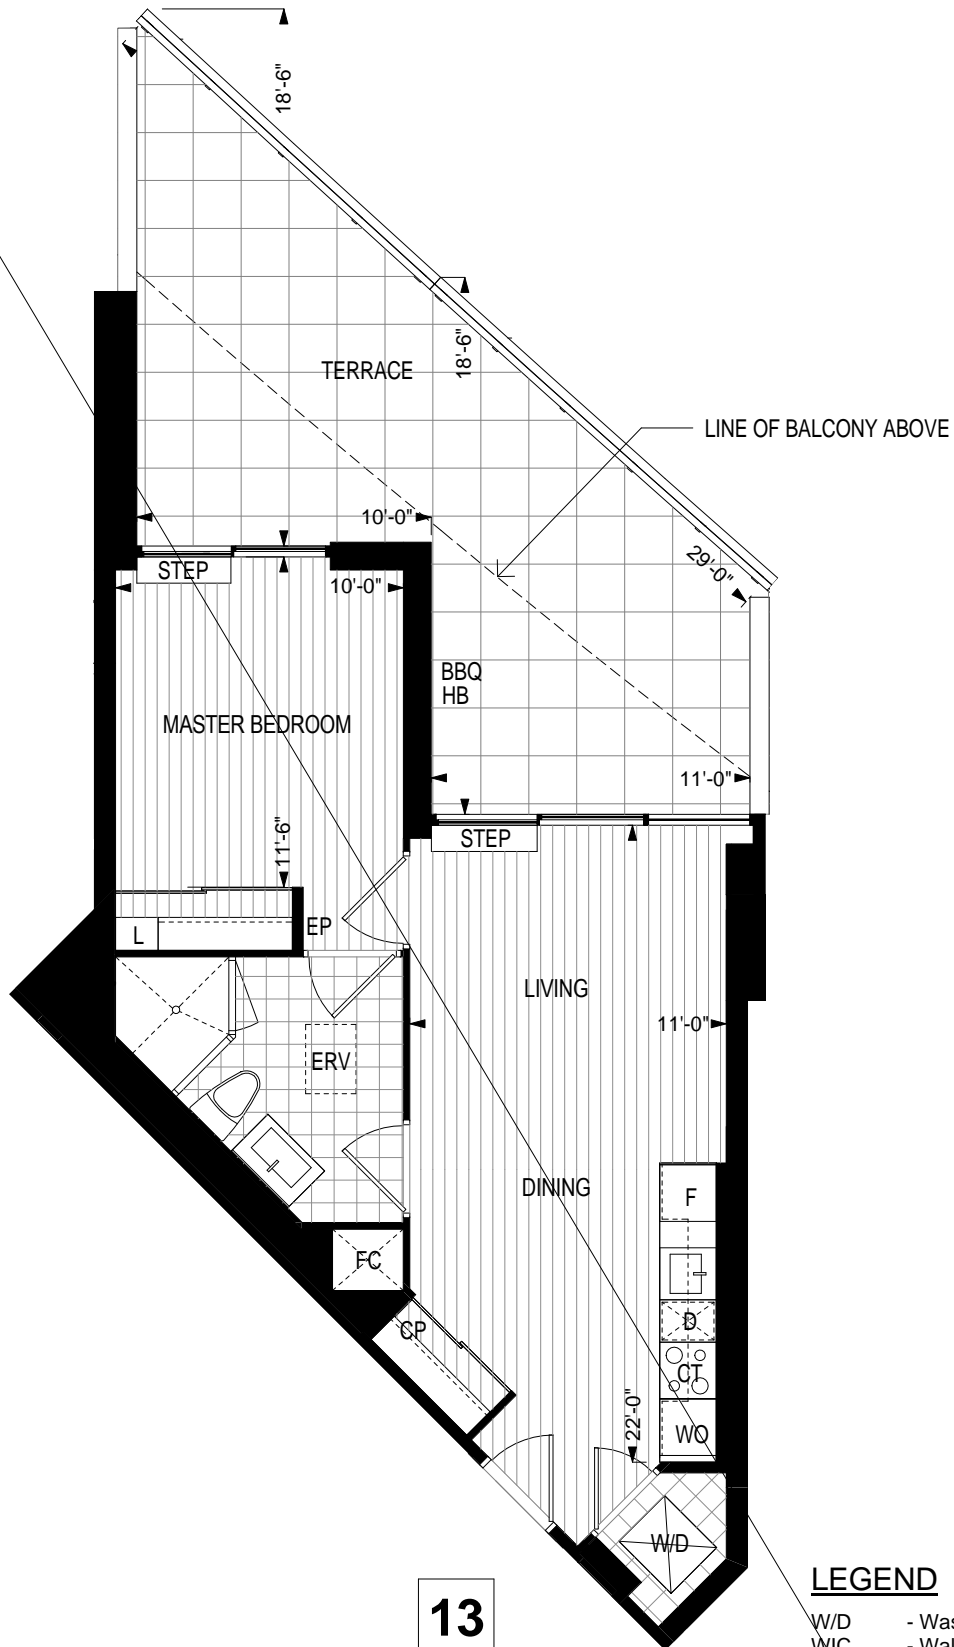 18'-6"
18'-6"
TERRACE
LINE OF BALCONY ABOVE
10'-0"
29'-0"
STEP
10'-0"
BBQ
HB
MASTER BEDROOM
11'-0"
STEP
11'-6"
EP
L
LIVING
11'-0"
ERV
DINING
F
FC
D
CP
CT
22'-0"
WO
W/D
LEGEND
13
W/D - Was
WIC - Wal